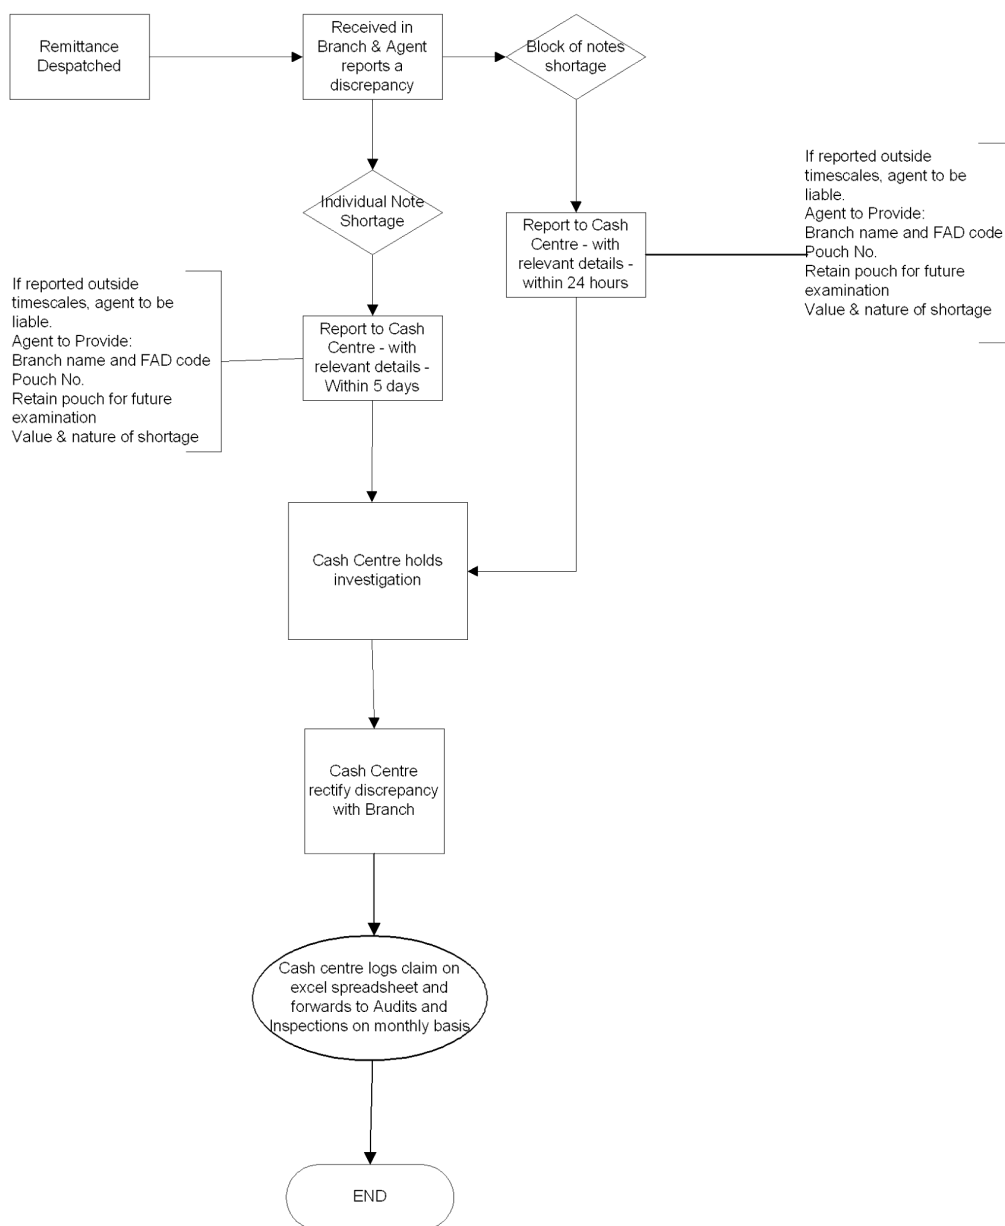 Remittance
Despatched
Received in
Branch & Agent
reports a
discrepancy
Block of notes
shortage
If reported outside
timescales, agent to be
liable.
Agent to Provide:
Branch name and FAD code
Pouch No.
Retain pouch for future
examination
Value & nature of shortage
Individual Note
Shortage
Report to Cash
Centre - with
relevant details -
within 24 hours
If reported outside
timescales, agent to be
liable.
Agent to Provide:
Branch name and FAD code
Pouch No.
Retain pouch for future
examination
Value & nature of shortage
Report to Cash
Centre - with
relevant details -
Within 5 days
Cash Centre holds
investigation
Cash Centre
rectify discrepancy
with Branch
Cash centre logs claim on
excel spreadsheet and
forwards to Audits and
Inspections on monthly basis
END